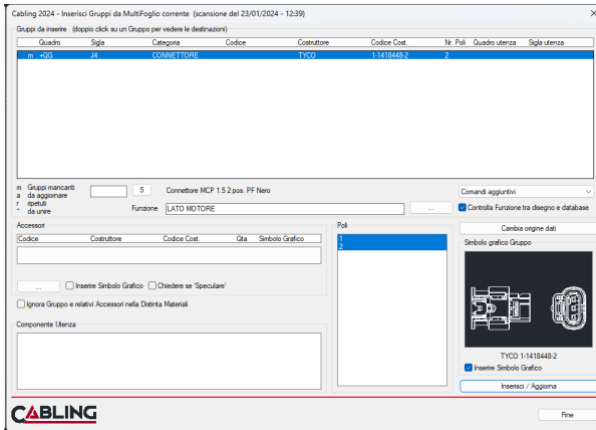 Cabling 2024 - Inserisci Gruppi da MultiFoglio corrente (scansione del 23/01/2024 - 12:39)
Gruppi da inserire (doppio click su un Gruppo per vedere le destinazioni)
Quadro Sigla Categoria Codice Costruttore Codice Cost. Nr. Poli Quadro utenza Sigla utenza
m +GG J4 CONNETTORE TYCO 1-1418448-2 2
m Gruppi mancanti
a da aggiornare
r ripetuti
* da unire
S Connettore MCP 1.5 2 pos. PF Nero
Funzione LATO MOTORE ...
Comandi aggiuntivi
Controlla Funzione tra disegno e database
Accessori
Codice Costruttore Codice Cost. Qta Simbolo Grafico
... Inserire Simbolo Grafico Chiedere se 'Speculare'
Ignora Gruppo e relativi Accessori nella Distinta Materiali
Componente Utenza
Poli
1
2
Cambia origine dati
Simbolo grafico Gruppo
TYCO 1-1418448-2
Inserire Simbolo Grafico
Inserisci / Aggiorna
CABLING
Fine